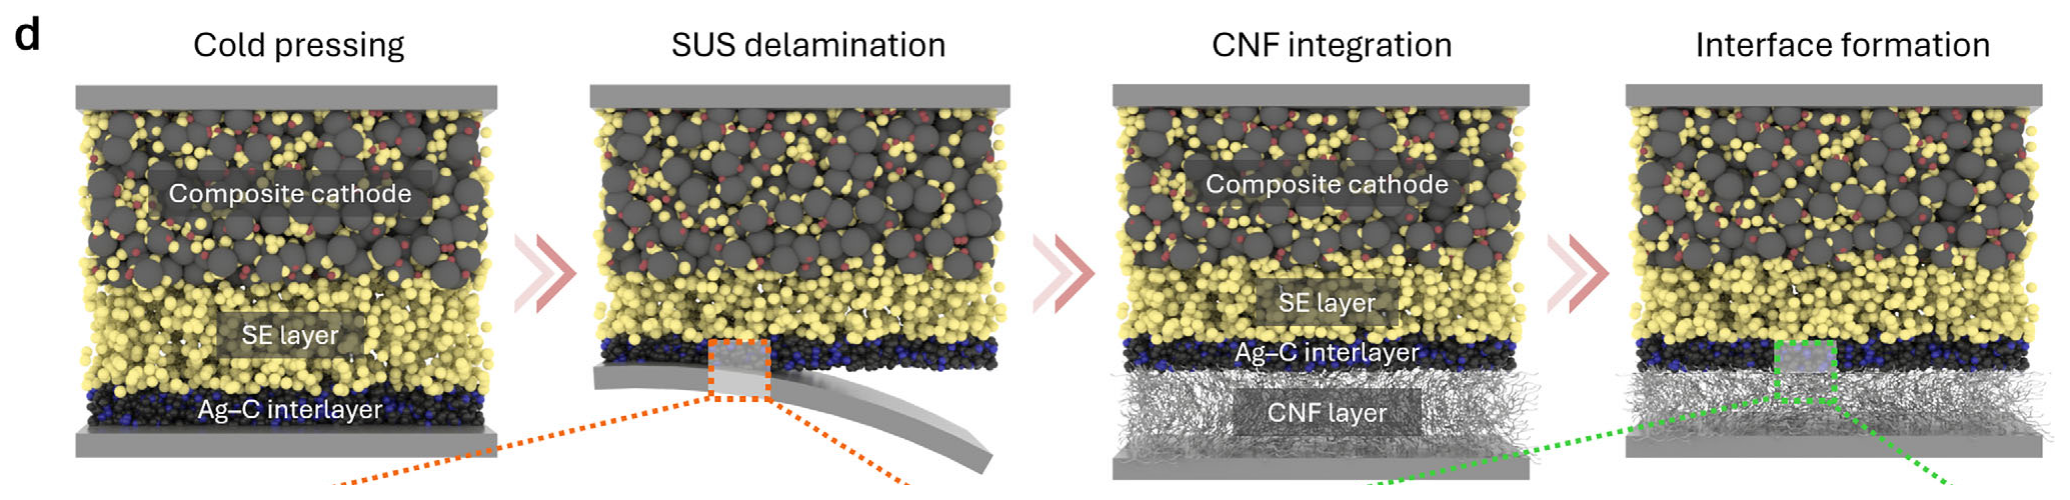 d
Cold pressing
SUS delamination
CNF integration
Interface formation
Composite cathode
SE layer
Ag–C interlayer
Composite cathode
SE layer
Ag–C interlayer
CNF layer